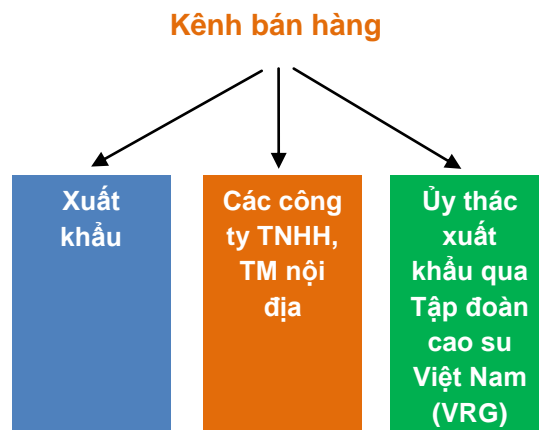 Kênh bán hàng
Xuất
khẩu
Các công
ty TNHH,
TM nội
địa
Ủy thác
xuất
khẩu qua
Tập đoàn
cao su
Việt Nam
(VRG)